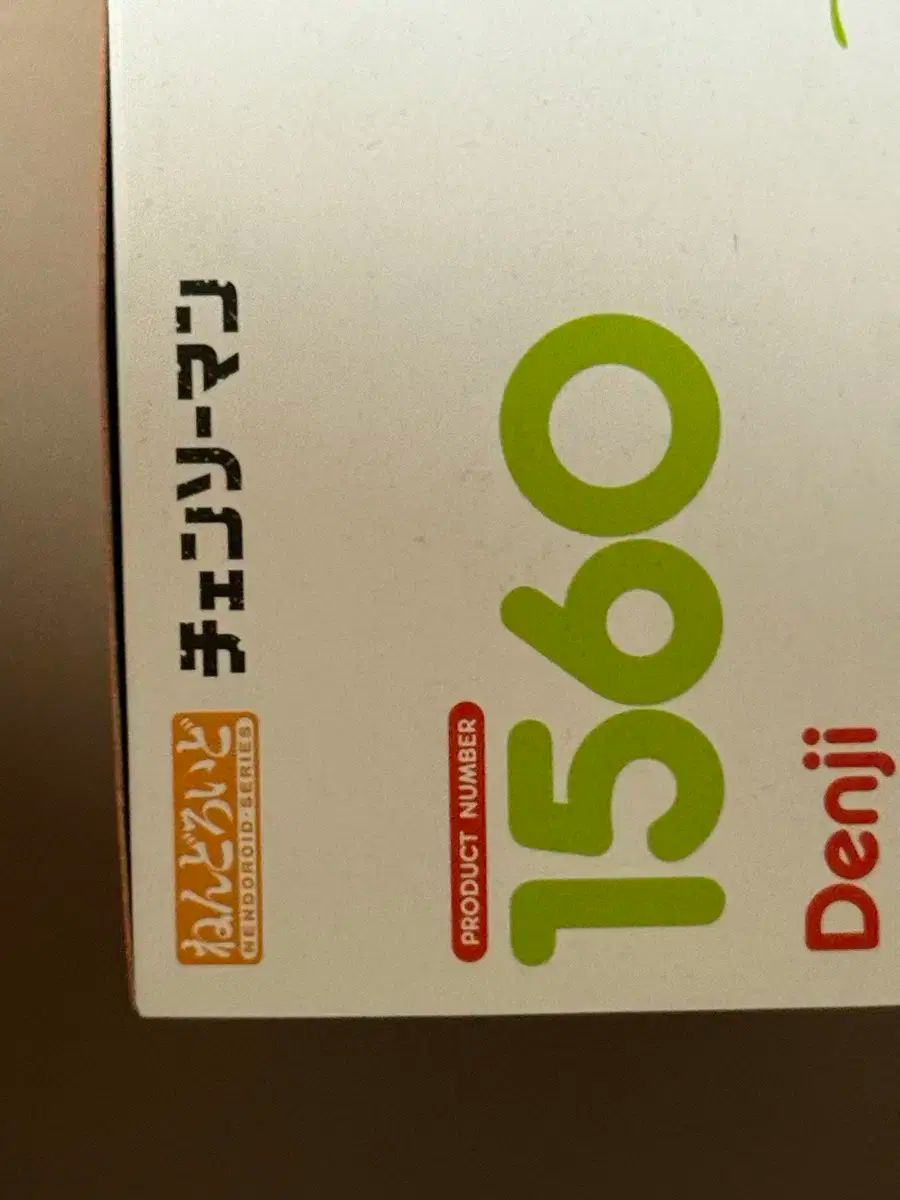 ねんどろいど
NENDOROID・SERIES
チェンソーマン
PRODUCT NUMBER
1560
Denji